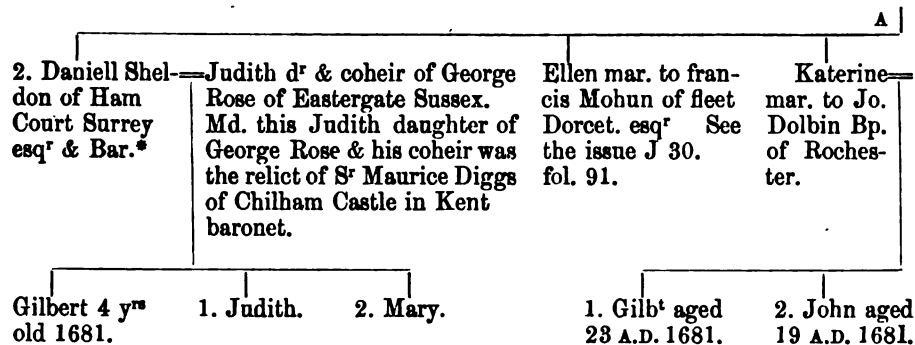 A
2. Daniell Shel-
don of Ham
Court Surrey
esqʳ & Bar.*
Judith dʳ & coheir of George
Rose of Eastergate Sussex.
Md. this Judith daughter of
George Rose & his coheir was
the relict of Sʳ Maurice Diggs
of Chilham Castle in Kent
baronet.
Ellen mar. to fran-
cis Mohun of fleet
Dorcet. esqʳ See
the issue J 30.
fol. 91.
Katerine
mar. to Jo.
Dolbin Bp.
of Roches-
ter.
Gilbert 4 yʳˢ
old 1681.
1. Judith.
2. Mary.
1. Gilbᵗ aged
23 A.D. 1681.
2. John aged
19 A.D. 1681.